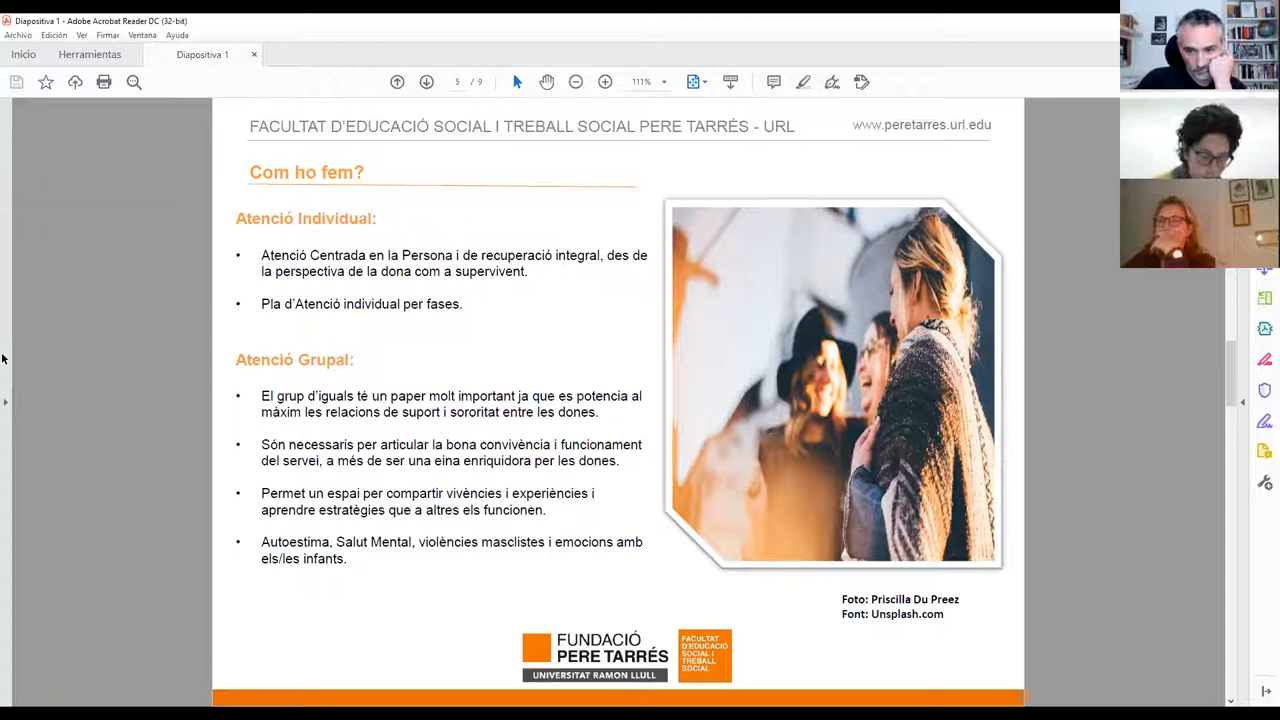 Diapositiva 1 - Adobe Acrobat Reader DC (32-bit)
Archivo Edición Ver Firmar Ventana Ayuda
Inicio Herramientas Diapositiva 1 ×
5 / 9 111%
FACULTAT D'EDUCACIÓ SOCIAL I TREBALL SOCIAL PERE TARRÉS - URL
www.peretarres.url.edu
Com ho fem?
Atenció Individual:
• Atenció Centrada en la Persona i de recuperació integral, des de
la perspectiva de la dona com a supervivent.
• Pla d'Atenció individual per fases.
Atenció Grupal:
• El grup d'iguals té un paper molt important ja que es potencia al
màxim les relacions de suport i sororitat entre les dones.
• Són necessaris per articular la bona convivència i funcionament
del servei, a més de ser una eina enriquidora per les dones.
• Permet un espai per compartir vivències i experiències i
aprendre estratègies que a altres els funcionen.
• Autoestima, Salut Mental, violències masclistes i emocions amb
els/les infants.
Foto: Priscilla Du Preez
Font: Unsplash.com
FUNDACIÓ
PERE TARRÉS
UNIVERSITAT RAMON LLULL
FACULTAT
D'EDUCACIÓ
SOCIAL I
TREBALL
SOCIAL